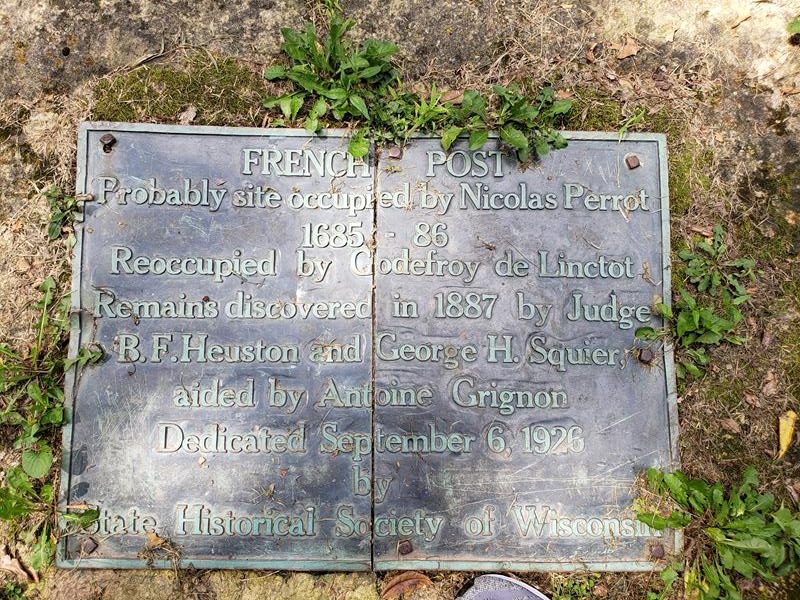 FRENCH POST
Probably site occupied by Nicolas Perrot
1685 - 86
Reoccupied by Godefroy de Linctot
Remains discovered in 1887 by Judge
B. F. Heuston and George H. Squier,
aided by Antoine Grignon
Dedicated September 6, 1926
by
State Historical Society of Wisconsin